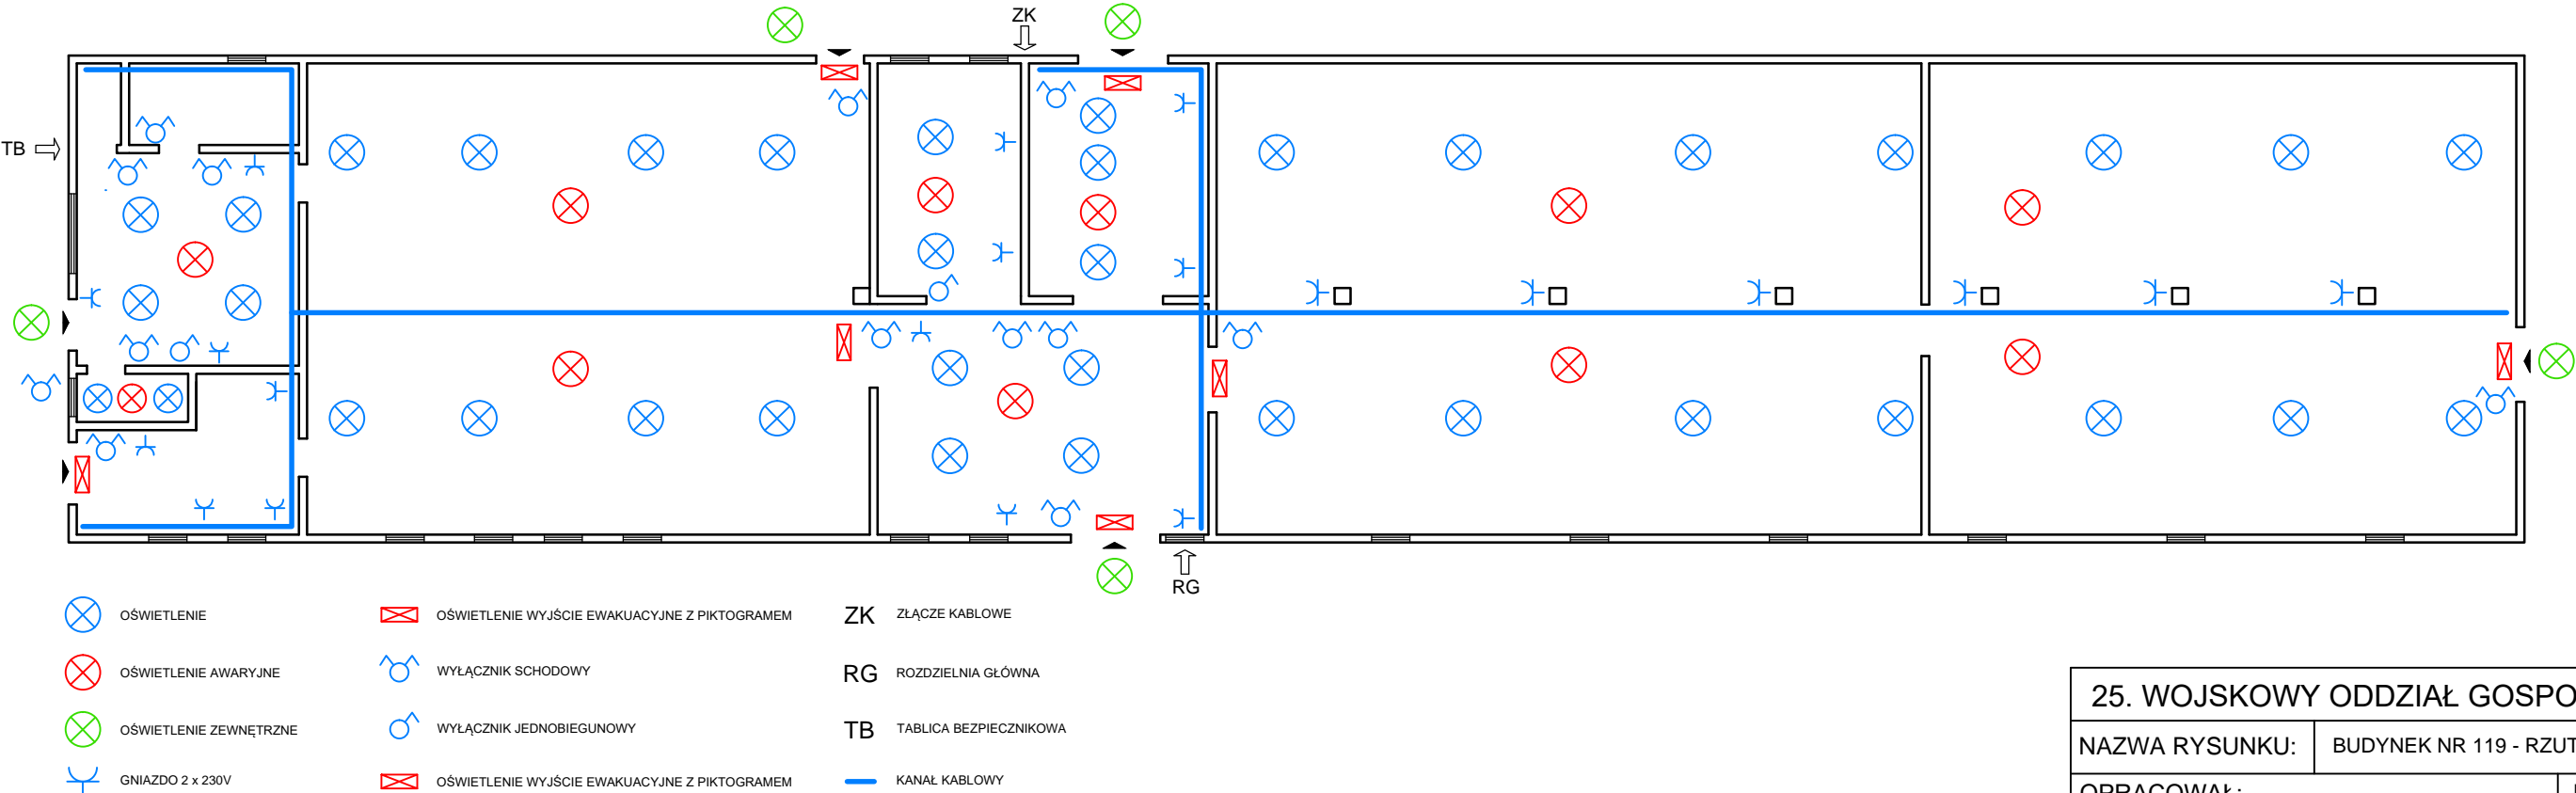 ZK
TB
RG
OŚWIETLENIE
OŚWIETLENIE WYJŚCIE EWAKUACYJNE Z PIKTOGRAMEM
ZK ZŁĄCZE KABLOWE
OŚWIETLENIE AWARYJNE
WYŁĄCZNIK SCHODOWY
RG ROZDZIELNIA GŁÓWNA
OŚWIETLENIE ZEWNĘTRZNE
WYŁĄCZNIK JEDNOBIEGUNOWY
TB TABLICA BEZPIECZNIKOWA
GNIAZDO 2 x 230V
OŚWIETLENIE WYJŚCIE EWAKUACYJNE Z PIKTOGRAMEM
KANAŁ KABLOWY
25. WOJSKOWY ODDZIAŁ GOSPO
NAZWA RYSUNKU: BUDYNEK NR 119 - RZUT
OPRACOWAŁ: